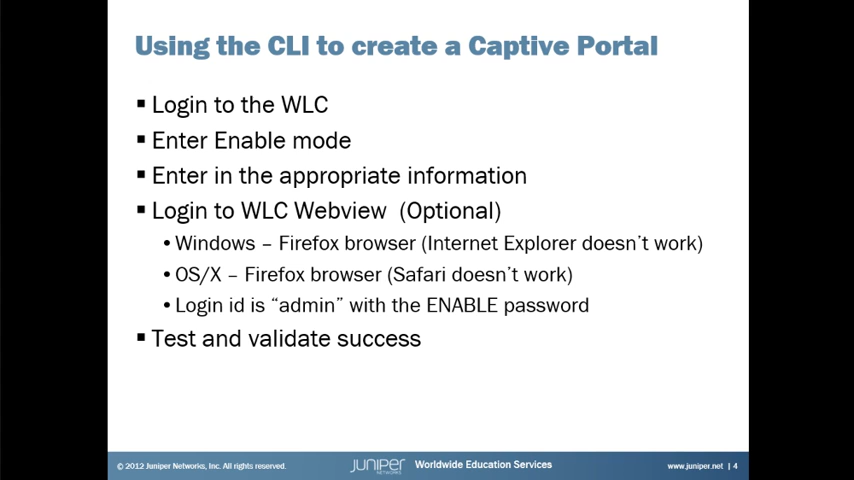 Using the CLI to create a Captive Portal
▪ Login to the WLC
▪ Enter Enable mode
▪ Enter in the appropriate information
▪ Login to WLC Webview (Optional)
• Windows – Firefox browser (Internet Explorer doesn't work)
• OS/X – Firefox browser (Safari doesn't work)
• Login id is “admin” with the ENABLE password
▪ Test and validate success
© 2012 Juniper Networks, Inc. All rights reserved.
JUNIPER NETWORKS
Worldwide Education Services
www.juniper.net | 4